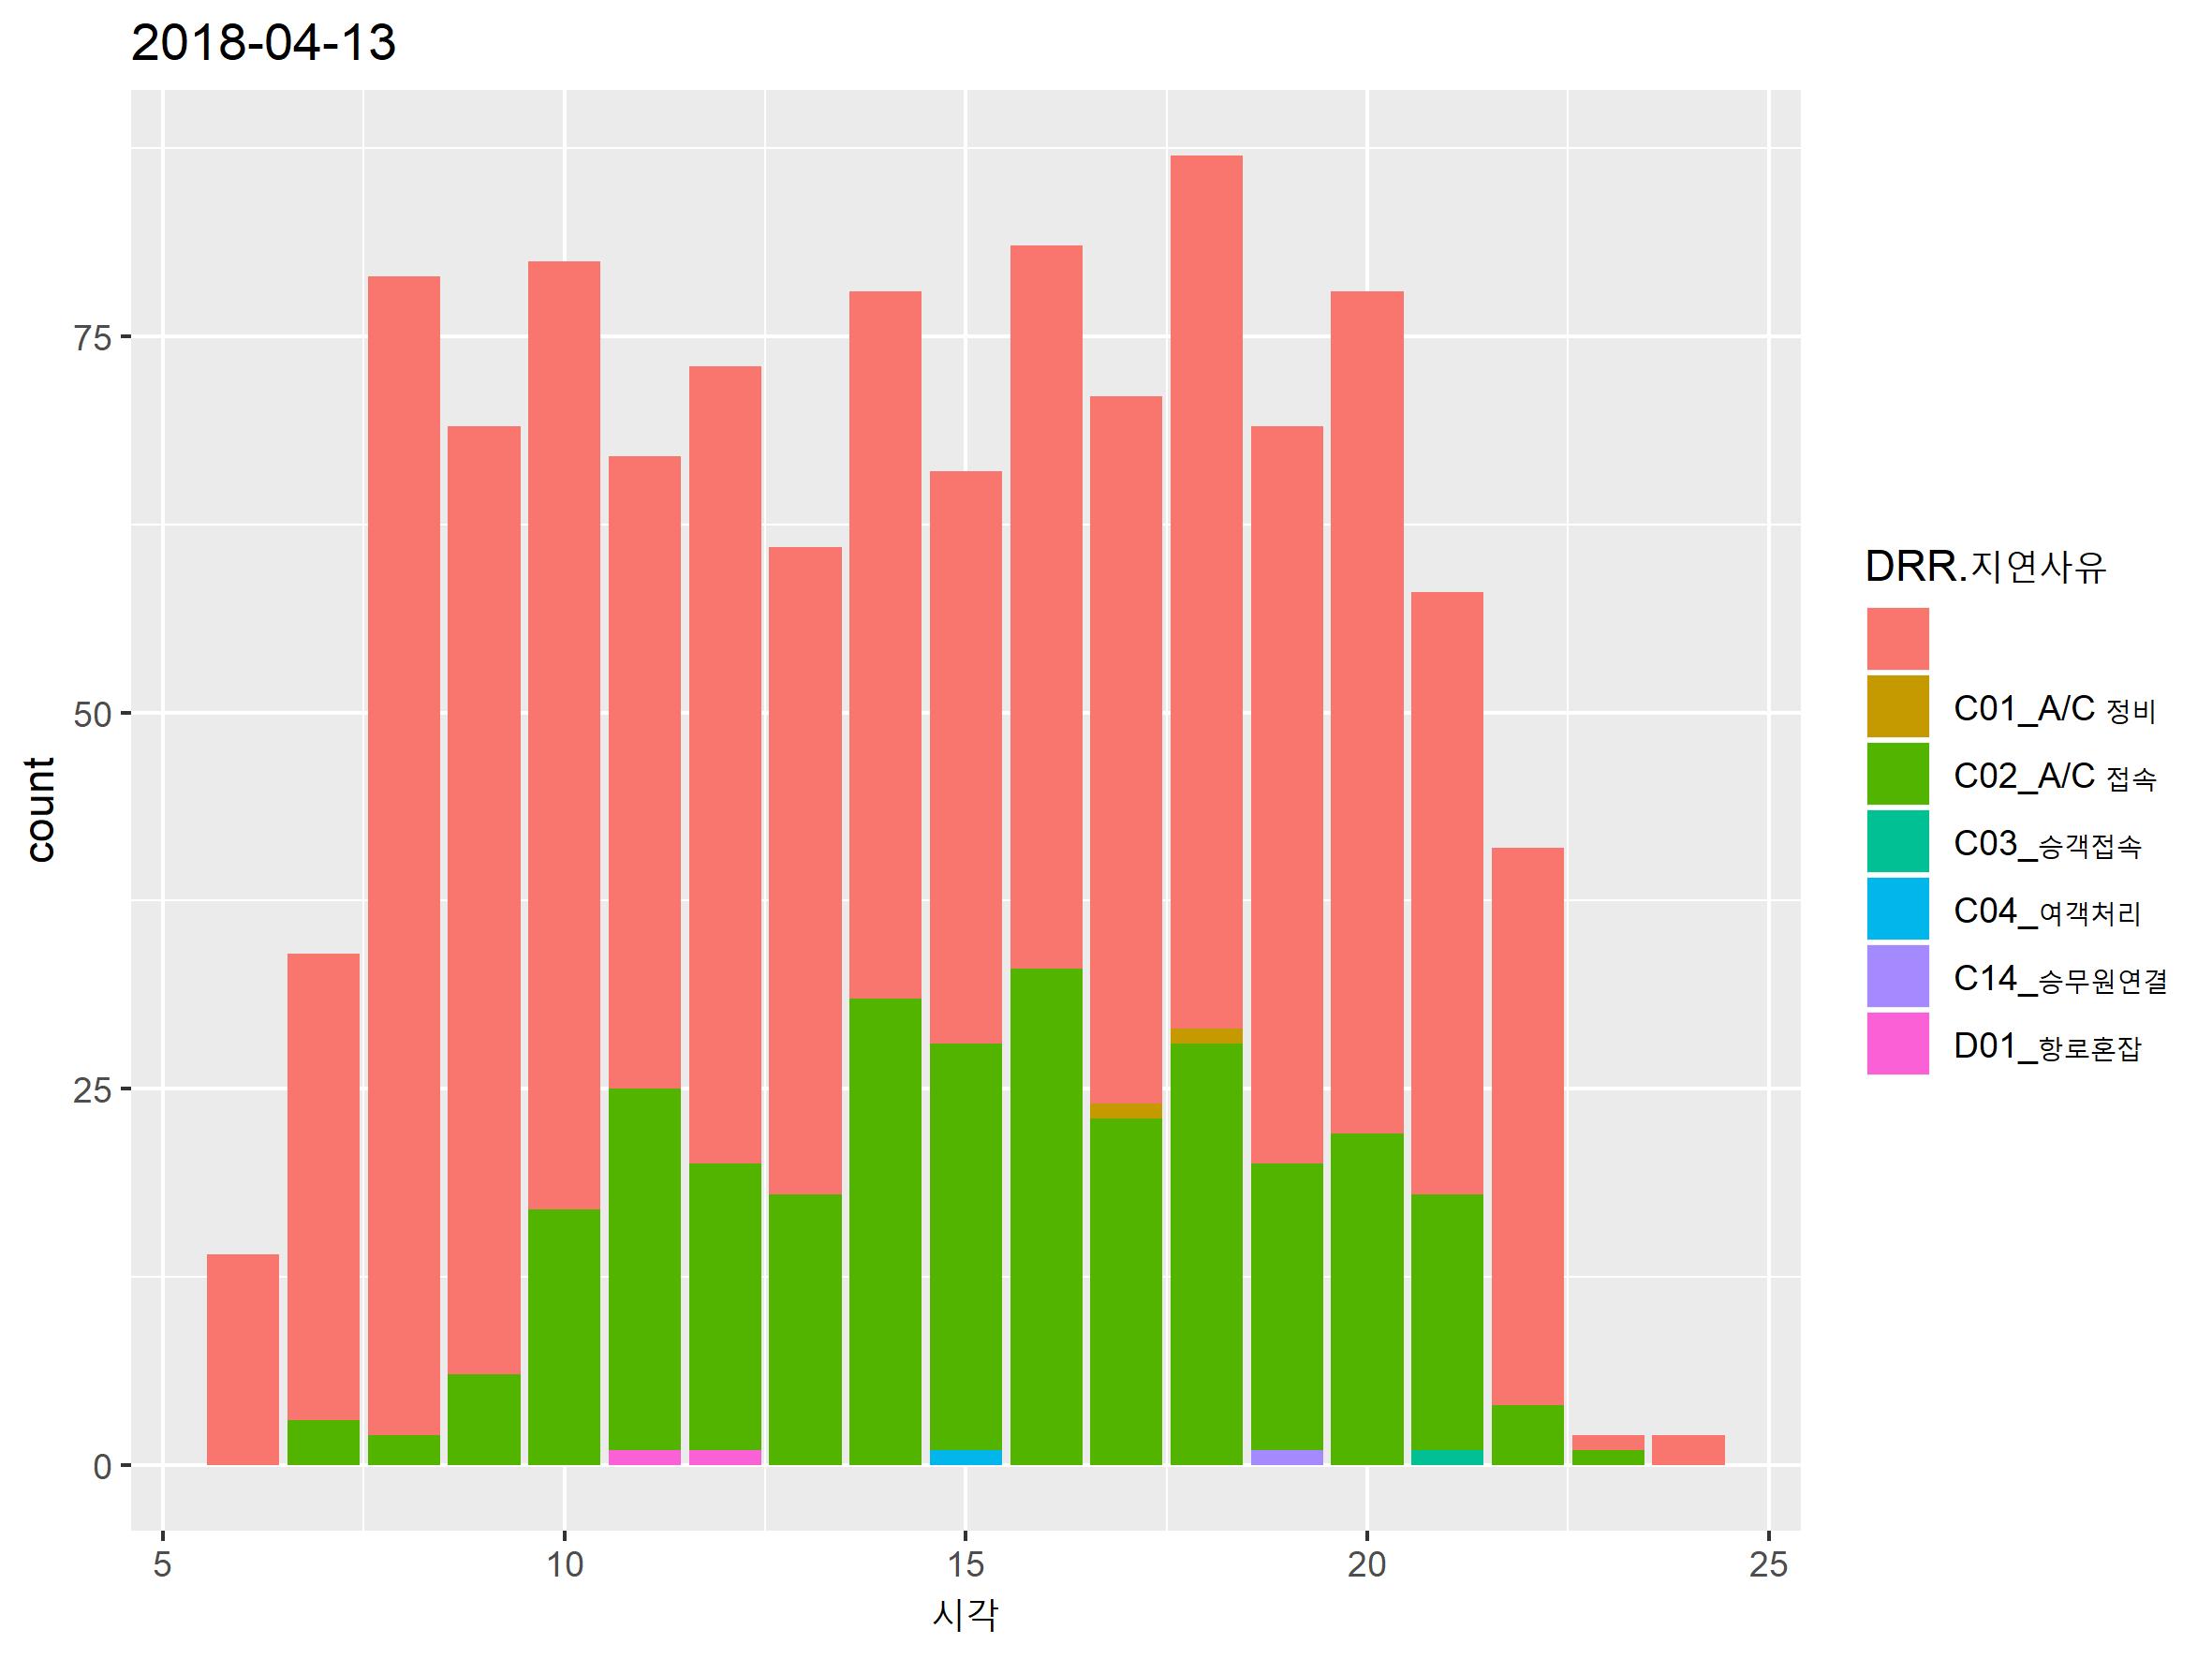 2018-04-13
75
50
25
0
count
5 10 15 20 25
시각
DRR.지연사유
C01_A/C 정비
C02_A/C 접속
C03_승객접속
C04_여객처리
C14_승무원연결
D01_항로혼잡